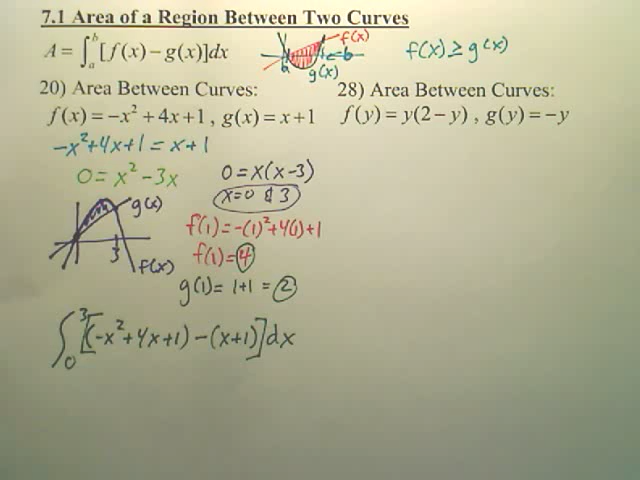 7.1 Area of a Region Between Two Curves
A = ∫_a^b [f(x) − g(x)]dx
f(x)
a
b
g(x)
f(x) ≥ g(x)
20) Area Between Curves:
f(x) = −x² + 4x + 1 , g(x) = x + 1
−x² + 4x + 1 = x + 1
0 = x² − 3x
0 = x(x−3)
x = 0 & 3
g(x)
3
f(x)
f(1) = −(1)² + 4(1) + 1
f(1) = 4
g(1) = 1+1 = 2
∫_0^3 [(−x² + 4x + 1) − (x+1)] dx
28) Area Between Curves:
f(y) = y(2 − y) , g(y) = −y